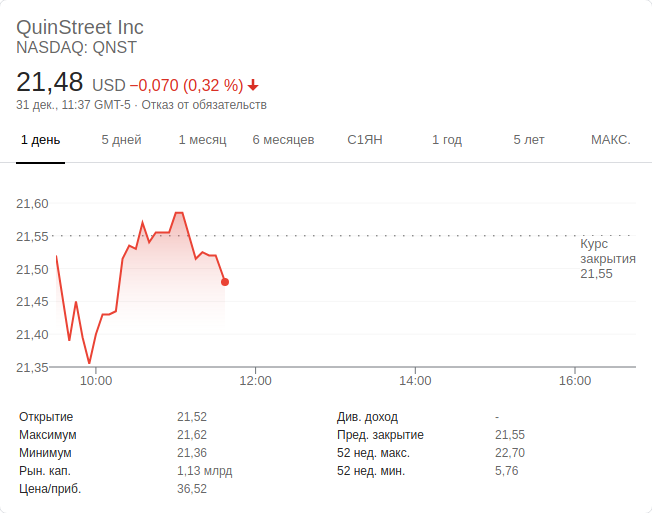 QuinStreet Inc
NASDAQ: QNST
21,48 USD −0,070 (0,32 %)
31 дек., 11:37 GMT-5 · Отказ от обязательств
1 день 5 дней 1 месяц 6 месяцев С1ЯН 1 год 5 лет МАКС.
21,60
21,55
21,50
21,45
21,40
21,35
Курс
закрытия
21,55
10:00 12:00 14:00 16:00
Открытие 21,52
Максимум 21,62
Минимум 21,36
Рын. кап. 1,13 млрд
Цена/приб. 36,52
Див. доход -
Пред. закрытие 21,55
52 нед. макс. 22,70
52 нед. мин. 5,76